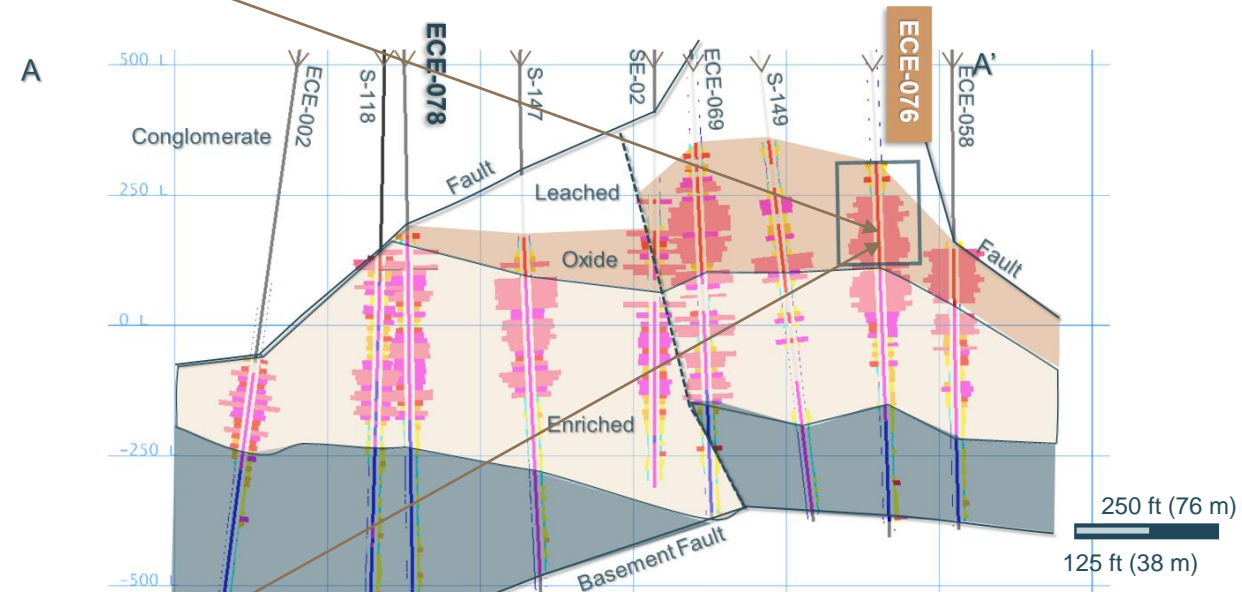 A
A'
500 L
250 L
0 L
-250
-500
ECE-002
S-118
ECE-078
S-147
SE-02
ECE-069
S-149
ECE-076
ECE-058
Conglomerate
Fault
Leached
Oxide
Fault
Enriched
Basement Fault
250 ft (76 m)
125 ft (38 m)